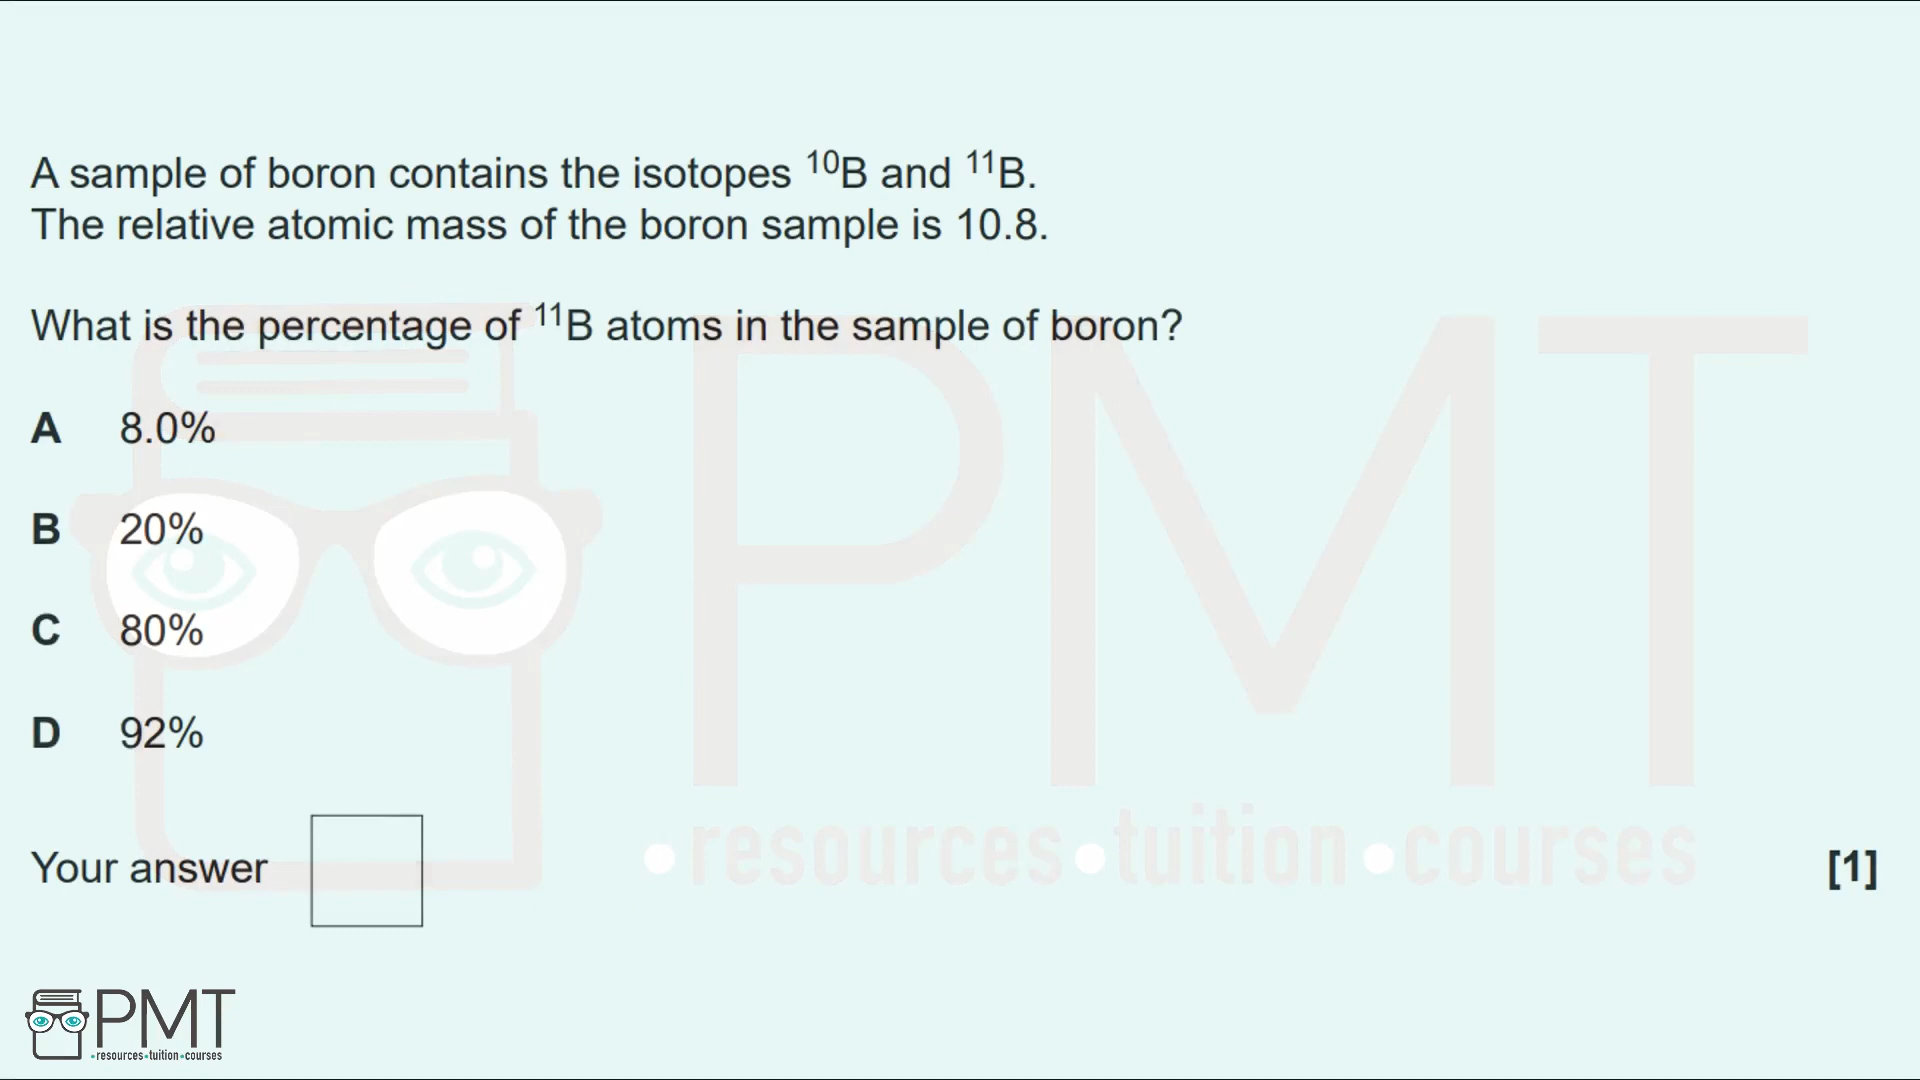 A sample of boron contains the isotopes ¹⁰B and ¹¹B.
The relative atomic mass of the boron sample is 10.8.
What is the percentage of ¹¹B atoms in the sample of boron?
A 8.0%
B 20%
C 80%
D 92%
Your answer
[1]
PMT
•resources•tuition•courses
PMT
•resources•tuition•courses